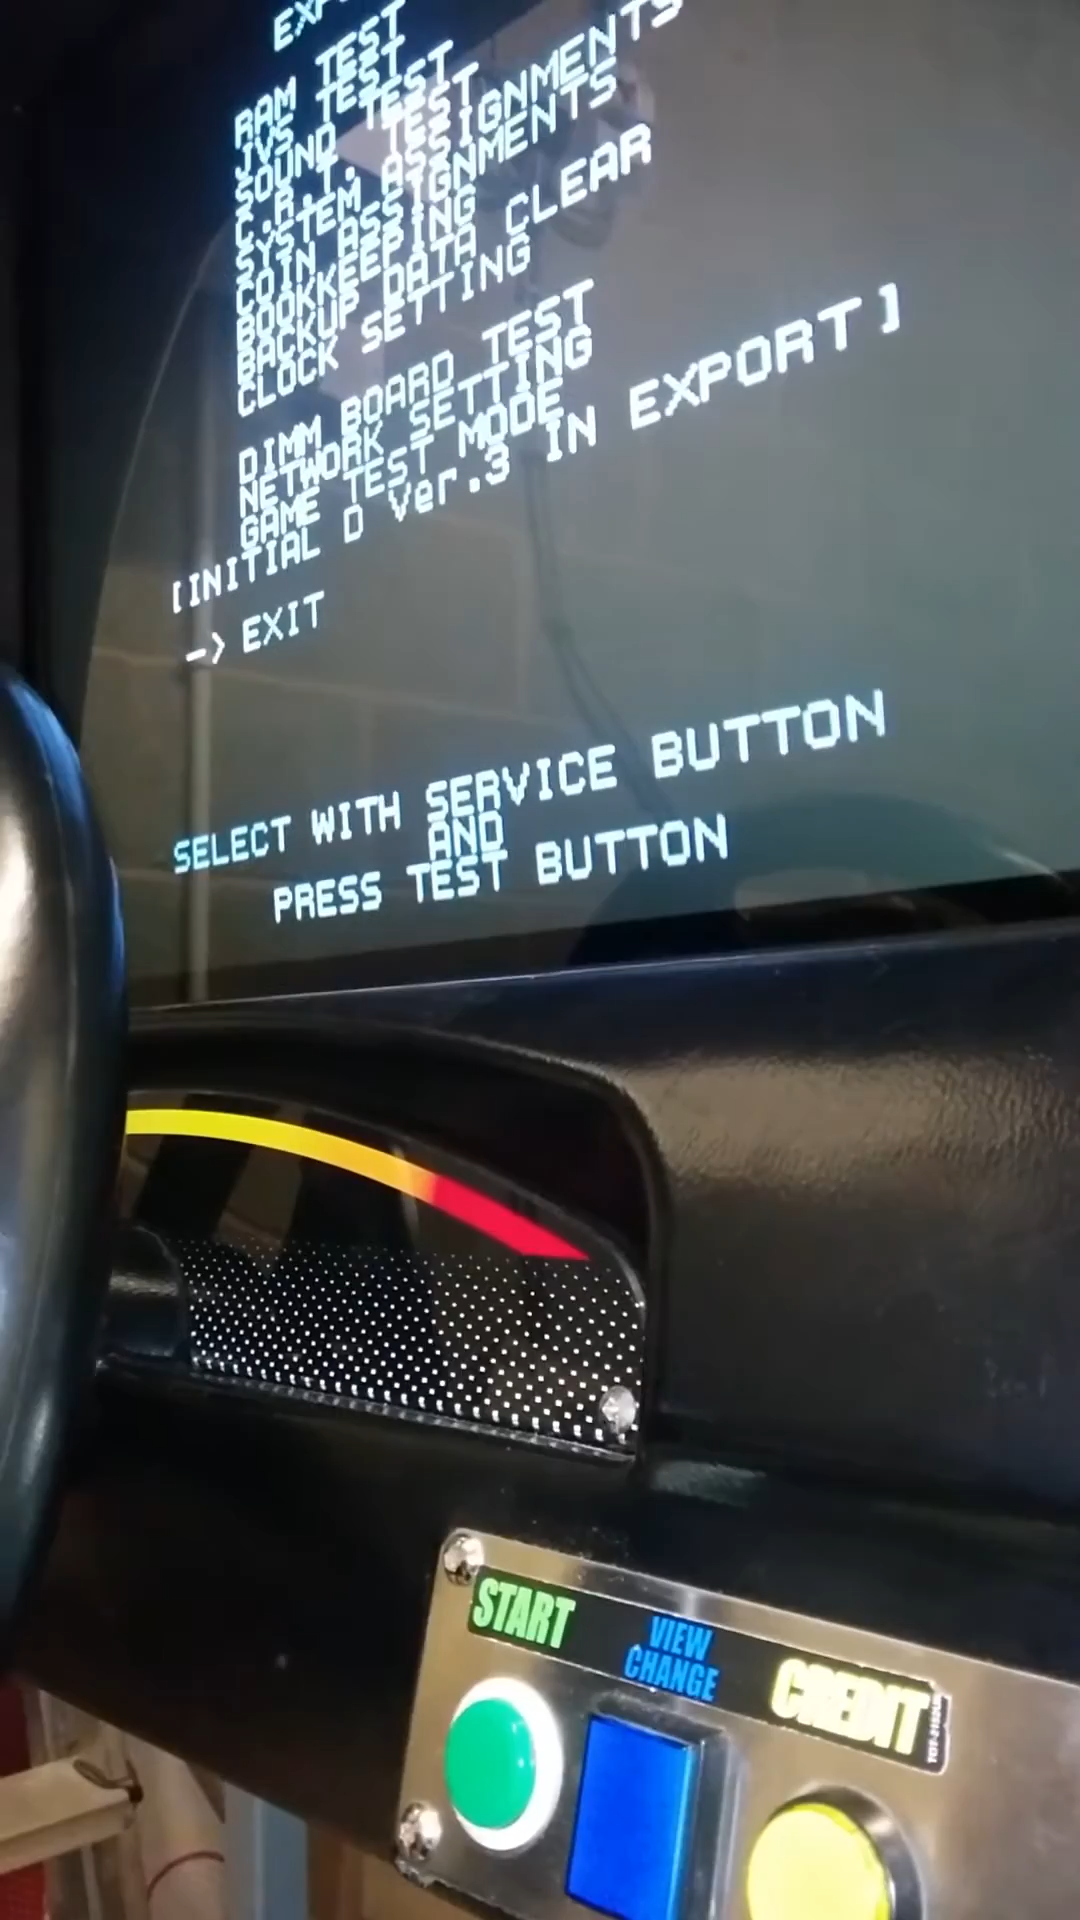 RAM TEST
JVS TEST
SOUND TEST
C.R.T. TEST
SYSTEM ASSIGNMENTS
COIN ASSIGNMENTS
BOOKKEEPING
BACKUP DATA CLEAR
CLOCK SETTING
DIMM BOARD TEST
NETWORK SETTING
GAME TEST MODE
[INITIAL D Ver.3 IN EXPORT]
-> EXIT
SELECT WITH SERVICE BUTTON
AND
PRESS TEST BUTTON
START
VIEW
CHANGE
CREDIT